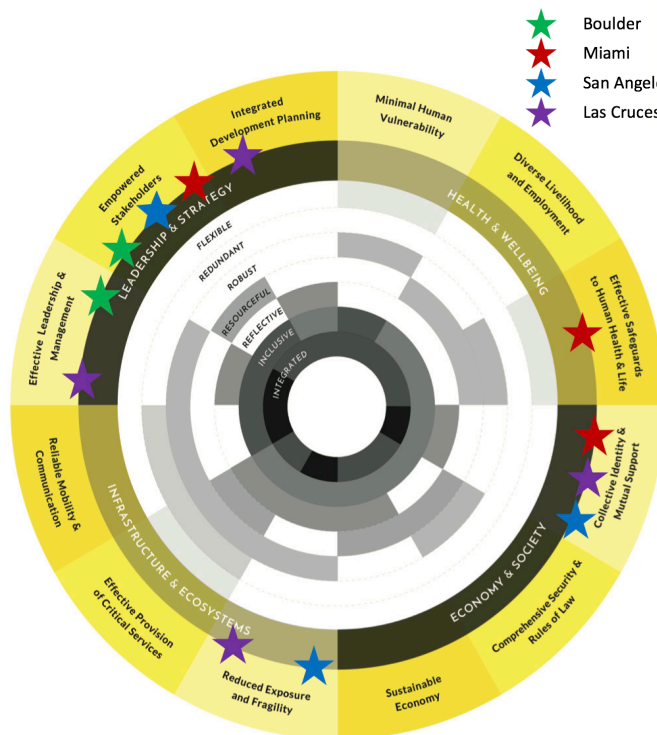 Boulder
Miami
San Angel
Las Cruces
Integrated
Development Planning
Minimal Human
Vulnerability
Diverse Livelihood
and Employment
Effective Safeguards
to Human Health & Life
Collective Identity &
Mutual Support
Comprehensive Security &
Rules of Law
Sustainable
Economy
Reduced Exposure
and Fragility
Effective Provision
of Critical Services
Reliable Mobility &
Communication
Effective Leadership &
Management
Empowered
Stakeholders
LEADERSHIP & STRATEGY
HEALTH & WELLBEING
ECONOMY & SOCIETY
INFRASTRUCTURE & ECOSYSTEMS
FLEXIBLE
REDUNDANT
ROBUST
RESOURCEFUL
REFLECTIVE
INCLUSIVE
INTEGRATED